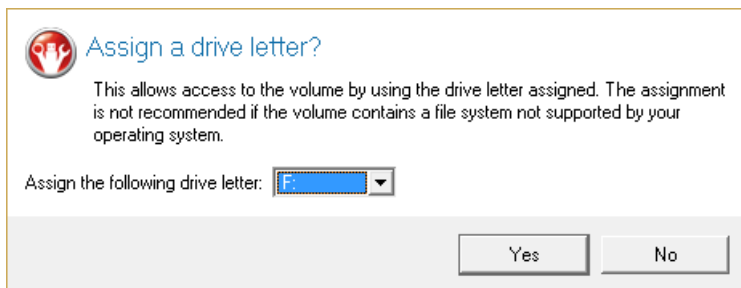 Assign a drive letter?
This allows access to the volume by using the drive letter assigned. The assignment
is not recommended if the volume contains a file system not supported by your
operating system.
Assign the following drive letter: F:
Yes No